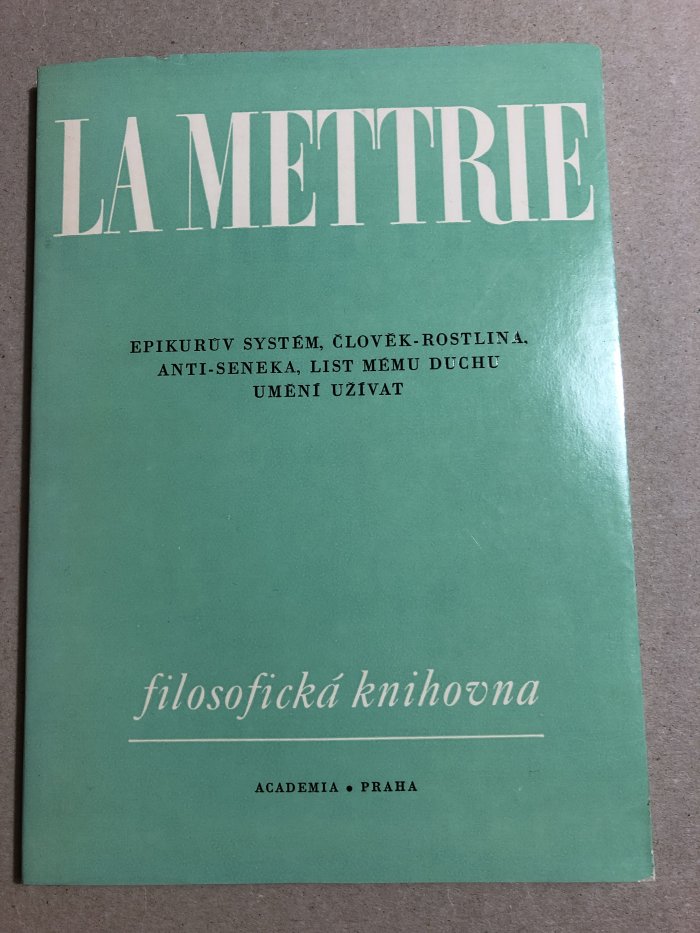 LA METTRIE
EPIKURŮV SYSTÉM, ČLOVĚK-ROSTLINA,
ANTI-SENEKA, LIST MÉMU DUCHU
UMĚNÍ UŽÍVAT
filosofická knihovna
ACADEMIA • PRAHA